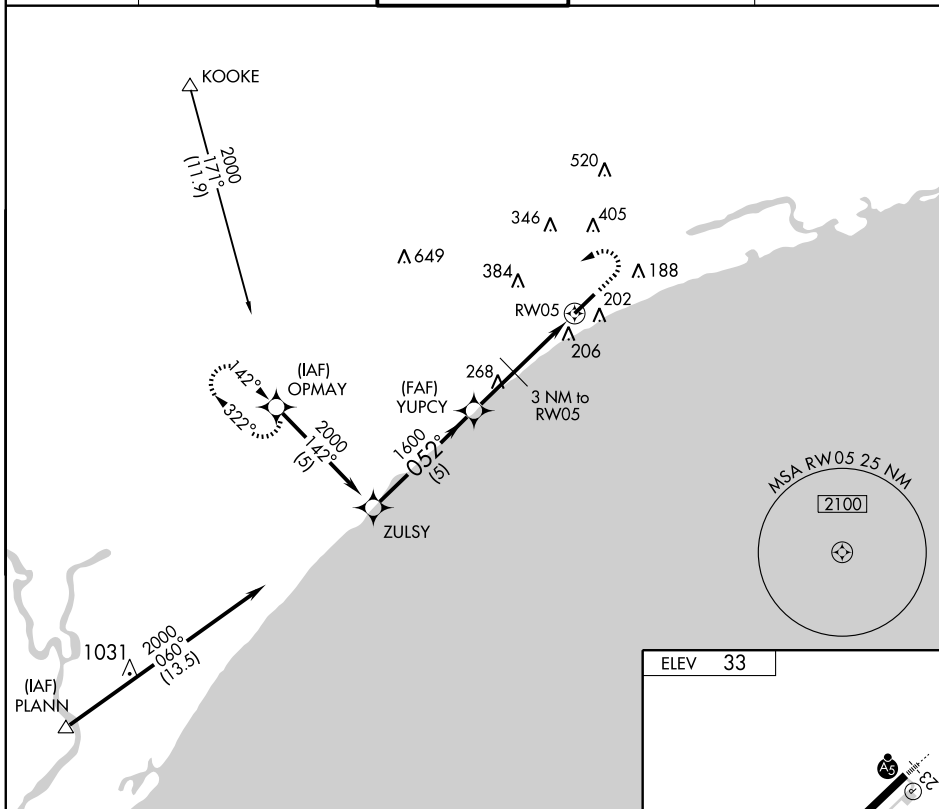 KOOKE
2000
171°
(11.9)
520
346
405
649
384
188
RW05
202
206
142°
(IAF)
OPMAY
322°
268
(FAF)
YUPCY
3 NM to
RW05
2000
142°
(5)
1600
052°
(5)
MSA RW05 25 NM
2100
ZULSY
1031
2000
060°
(13.5)
(IAF)
PLANN
ELEV 33
A5
P
23